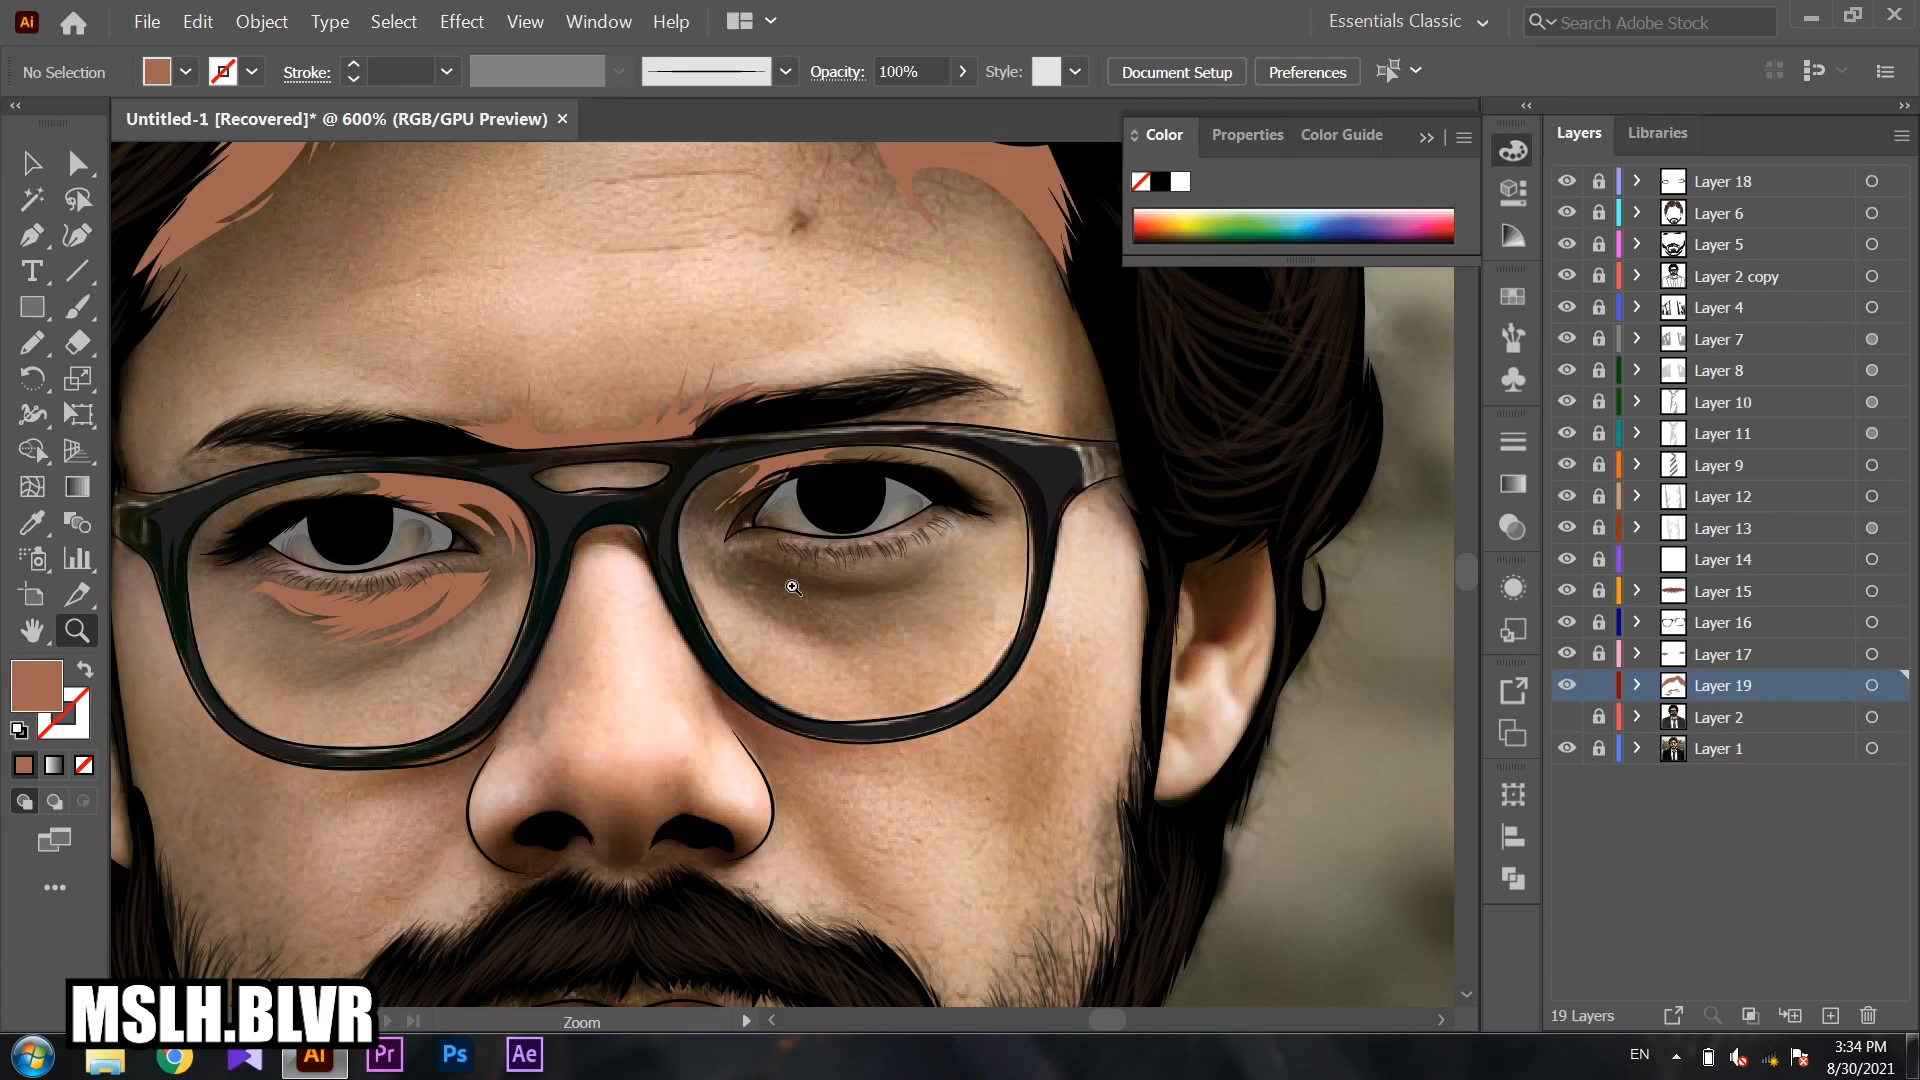 Ai File Edit Object Type Select Effect View Window Help Essentials Classic Search Adobe Stock
No Selection Stroke: Opacity: 100% Style: Document Setup Preferences
Untitled-1 [Recovered]* @ 600% (RGB/GPU Preview) ×
Color Properties Color Guide
Layers Libraries
Layer 18
Layer 6
Layer 5
Layer 2 copy
Layer 4
Layer 7
Layer 8
Layer 10
Layer 11
Layer 9
Layer 12
Layer 13
Layer 14
Layer 15
Layer 16
Layer 17
Layer 19
Layer 2
Layer 1
19 Layers
Zoom
MSLH.BLVR
Ai Pr Ps Ae
EN
3:34 PM
8/30/2021